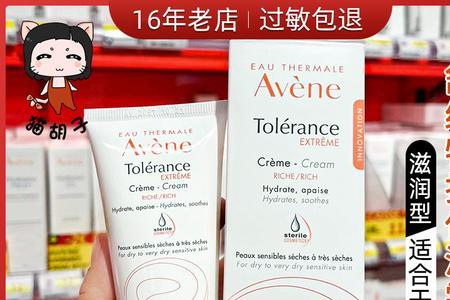 16年老店 | 过敏包退
猫胡子
EAU THERMALE
Avène
Tolérance
EXTRÊME
Crème - Cream
RICHE/RICH
Hydrate, apaise - Hydrates, soothes
sterile
COSMETICS
Peaux sensibles sèches à très sèches
For dry to very dry sensitive skin
EAU THERMALE
Avène
INNOVATION
Tolérance
EXTRÊME
Crème - Cream
RICHE/RICH
Hydrate, apaise
Hydrates, soothes
sterile
COSMETICS
Peaux sensibles sèches à très sèches
For dry to very dry sensitive skin
滋润型
适合